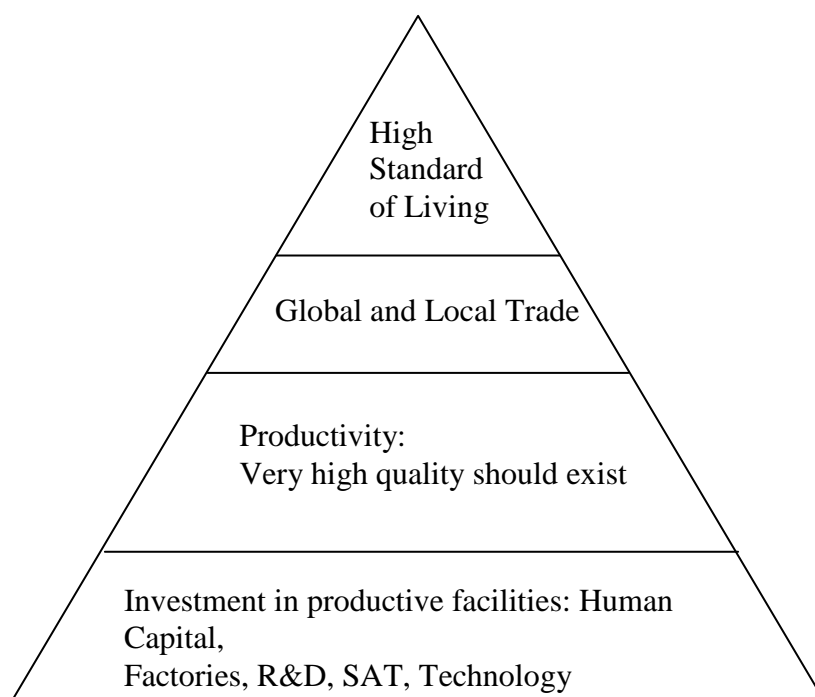 High
Standard
of Living
Global and Local Trade
Productivity:
Very high quality should exist
Investment in productive facilities: Human
Capital,
Factories, R&D, SAT, Technology